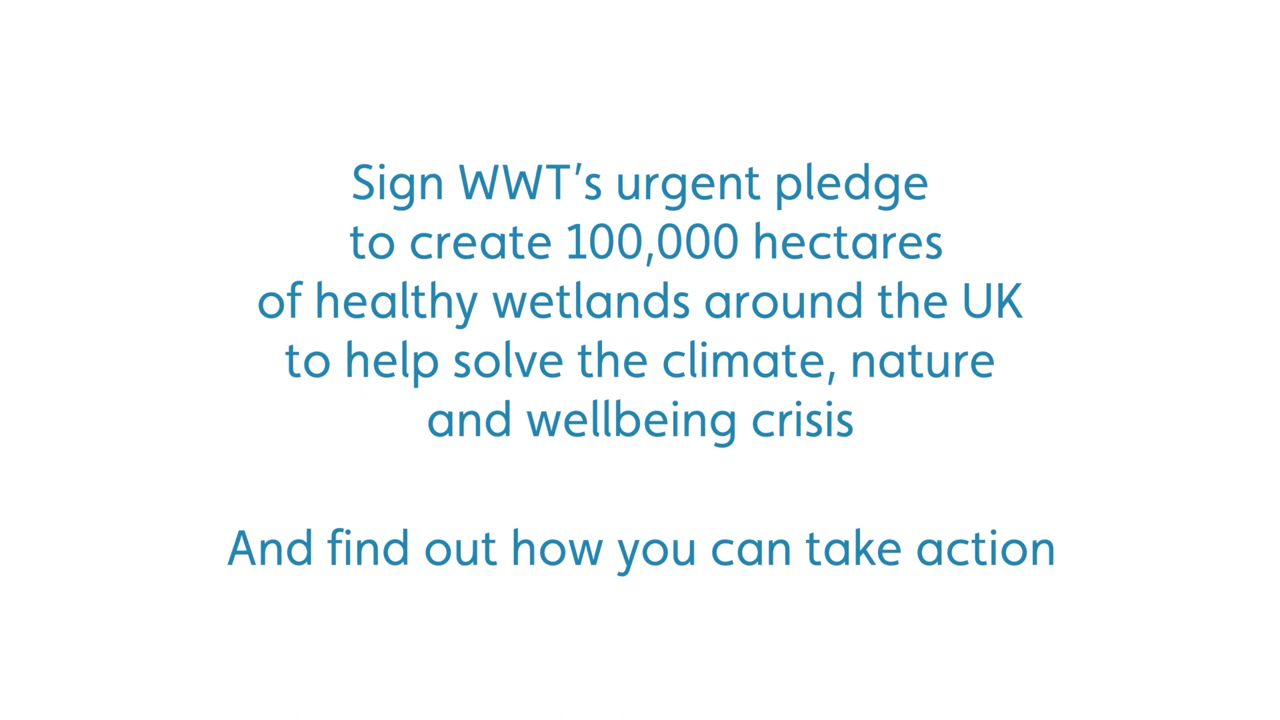 Sign WWT's urgent pledge
to create 100,000 hectares
of healthy wetlands around the UK
to help solve the climate, nature
and wellbeing crisis
And find out how you can take action